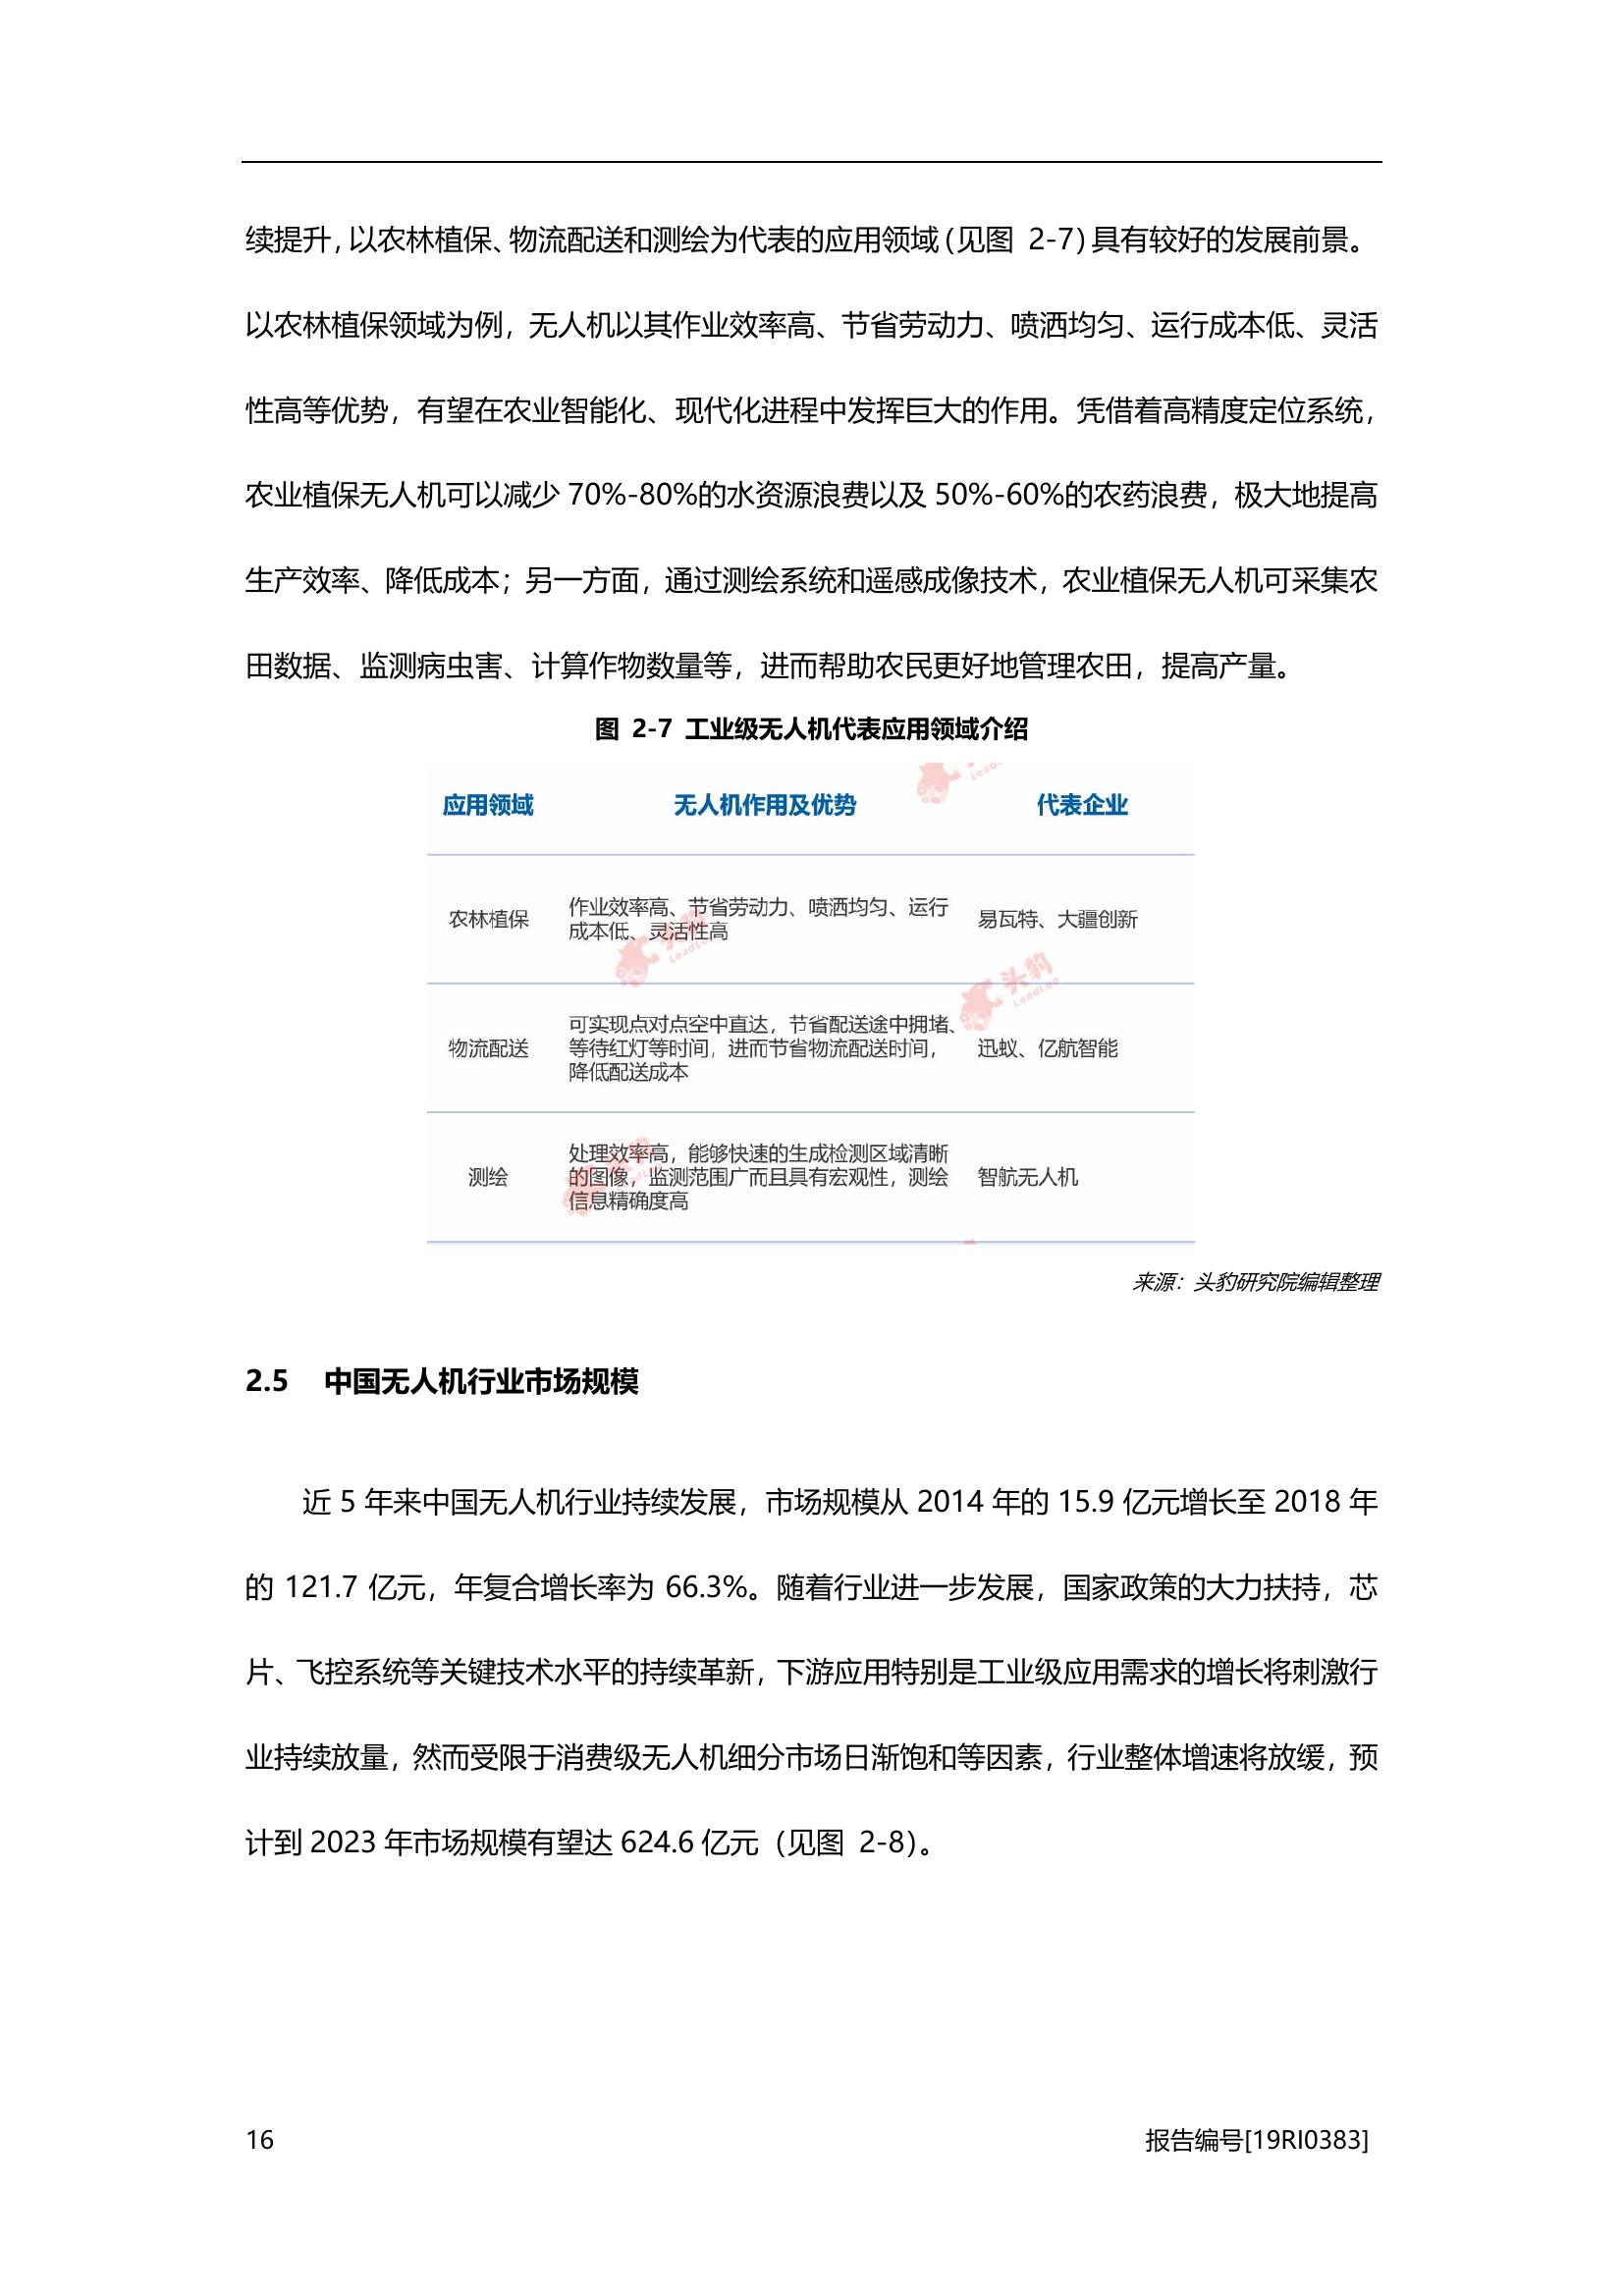 续提升，以农林植保、物流配送和测绘为代表的应用领域（见图 2-7）具有较好的发展前景。
以农林植保领域为例，无人机以其作业效率高、节省劳动力、喷洒均匀、运行成本低、灵活
性高等优势，有望在农业智能化、现代化进程中发挥巨大的作用。凭借着高精度定位系统，
农业植保无人机可以减少 70%-80%的水资源浪费以及 50%-60%的农药浪费，极大地提高
生产效率、降低成本；另一方面，通过测绘系统和遥感成像技术，农业植保无人机可采集农
田数据、监测病虫害、计算作物数量等，进而帮助农民更好地管理农田，提高产量。
图 2-7 工业级无人机代表应用领域介绍
应用领域 无人机作用及优势 代表企业
农林植保 作业效率高、节省劳动力、喷洒均匀、运行
成本低、灵活性高 易瓦特、大疆创新
头豹
LeadLeo
头豹
LeadLeo
物流配送 可实现点对点空中直达，节省配送途中拥堵、
等待红灯等时间，进而节省物流配送时间，
降低配送成本 迅蚁、亿航智能
测绘 处理效率高，能够快速的生成检测区域清晰
的图像，监测范围广而且具有宏观性，测绘
信息精确度高 智航无人机
来源：头豹研究院编辑整理
2.5 中国无人机行业市场规模
近 5 年来中国无人机行业持续发展，市场规模从 2014 年的 15.9 亿元增长至 2018 年
的 121.7 亿元，年复合增长率为 66.3%。随着行业进一步发展，国家政策的大力扶持，芯
片、飞控系统等关键技术水平的持续革新，下游应用特别是工业级应用需求的增长将刺激行
业持续放量，然而受限于消费级无人机细分市场日渐饱和等因素，行业整体增速将放缓，预
计到 2023 年市场规模有望达 624.6 亿元（见图 2-8）。
16 报告编号[19RI0383]